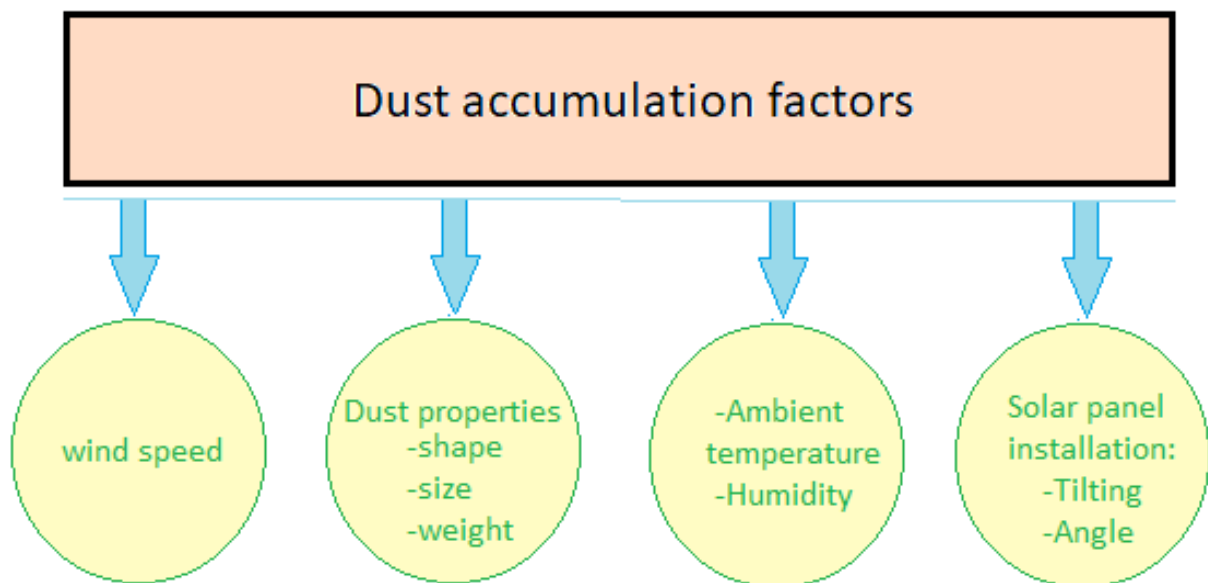 Dust accumulation factors
wind speed
Dust properties
-shape
-size
-weight
-Ambient
temperature
-Humidity
Solar panel
installation:
-Tilting
-Angle